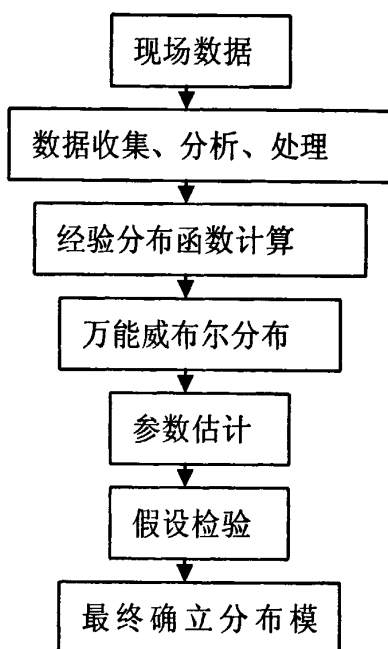 现场数据
数据收集、分析、处理
经验分布函数计算
万能威布尔分布
参数估计
假设检验
最终确立分布模